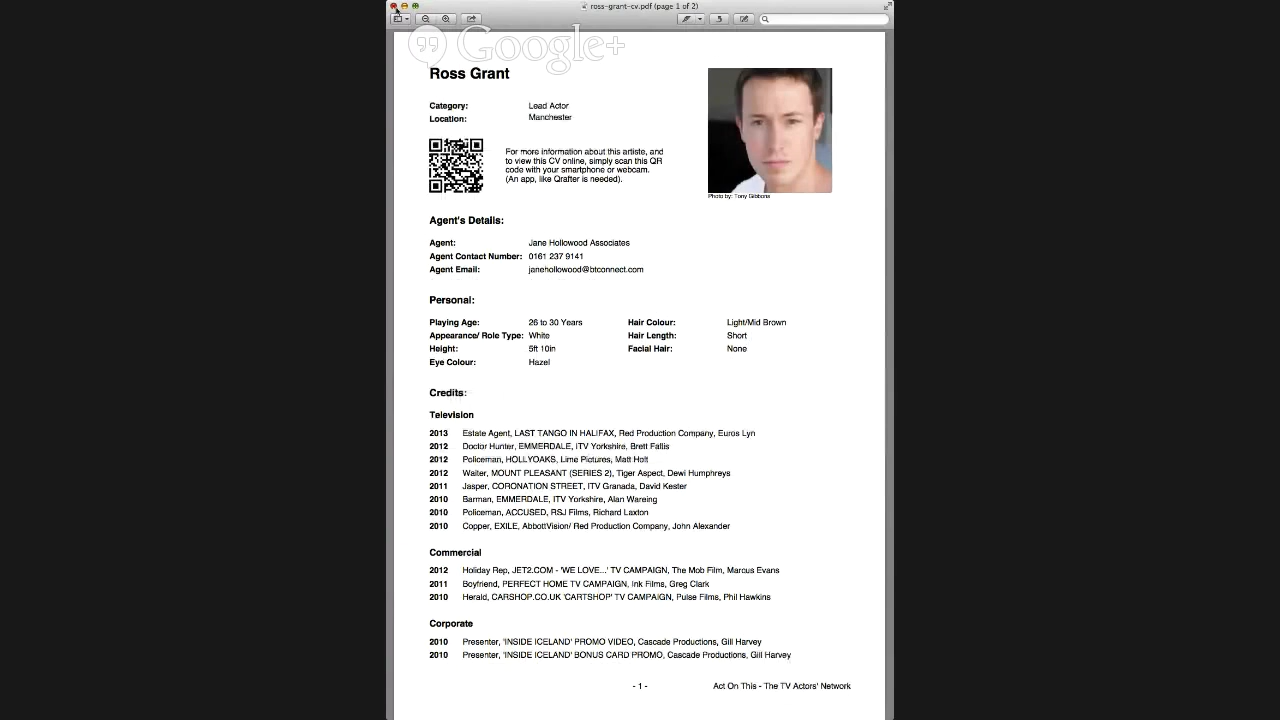 ross-grant-cv.pdf (page 1 of 2)
Google+
Ross Grant
Category: Lead Actor
Location: Manchester
For more information about this artiste, and
to view this CV online, simply scan this QR
code with your smartphone or webcam.
(An app, like Qrafter is needed).
Photo by: Tony Gibbons
Agent's Details:
Agent: Jane Hollowood Associates
Agent Contact Number: 0161 237 9141
Agent Email: janehollowood@btconnect.com
Personal:
Playing Age: 26 to 30 Years Hair Colour: Light/Mid Brown
Appearance/ Role Type: White Hair Length: Short
Height: 5ft 10in Facial Hair: None
Eye Colour: Hazel
Credits:
Television
2013 Estate Agent, LAST TANGO IN HALIFAX, Red Production Company, Euros Lyn
2012 Doctor Hunter, EMMERDALE, ITV Yorkshire, Brett Fallis
2012 Policeman, HOLLYOAKS, Lime Pictures, Matt Holt
2012 Waiter, MOUNT PLEASANT (SERIES 2), Tiger Aspect, Dewi Humphreys
2011 Jasper, CORONATION STREET, ITV Granada, David Kester
2010 Barman, EMMERDALE, ITV Yorkshire, Alan Wareing
2010 Policeman, ACCUSED, RSJ Films, Richard Laxton
2010 Copper, EXILE, AbbottVision/ Red Production Company, John Alexander
Commercial
2012 Holiday Rep, JET2.COM - 'WE LOVE...' TV CAMPAIGN, The Mob Film, Marcus Evans
2011 Boyfriend, PERFECT HOME TV CAMPAIGN, Ink Films, Greg Clark
2010 Herald, CARSHOP.CO.UK 'CARTSHOP' TV CAMPAIGN, Pulse Films, Phil Hawkins
Corporate
2010 Presenter, 'INSIDE ICELAND' PROMO VIDEO, Cascade Productions, Gill Harvey
2010 Presenter, 'INSIDE ICELAND' BONUS CARD PROMO, Cascade Productions, Gill Harvey
- 1 - Act On This - The TV Actors' Network